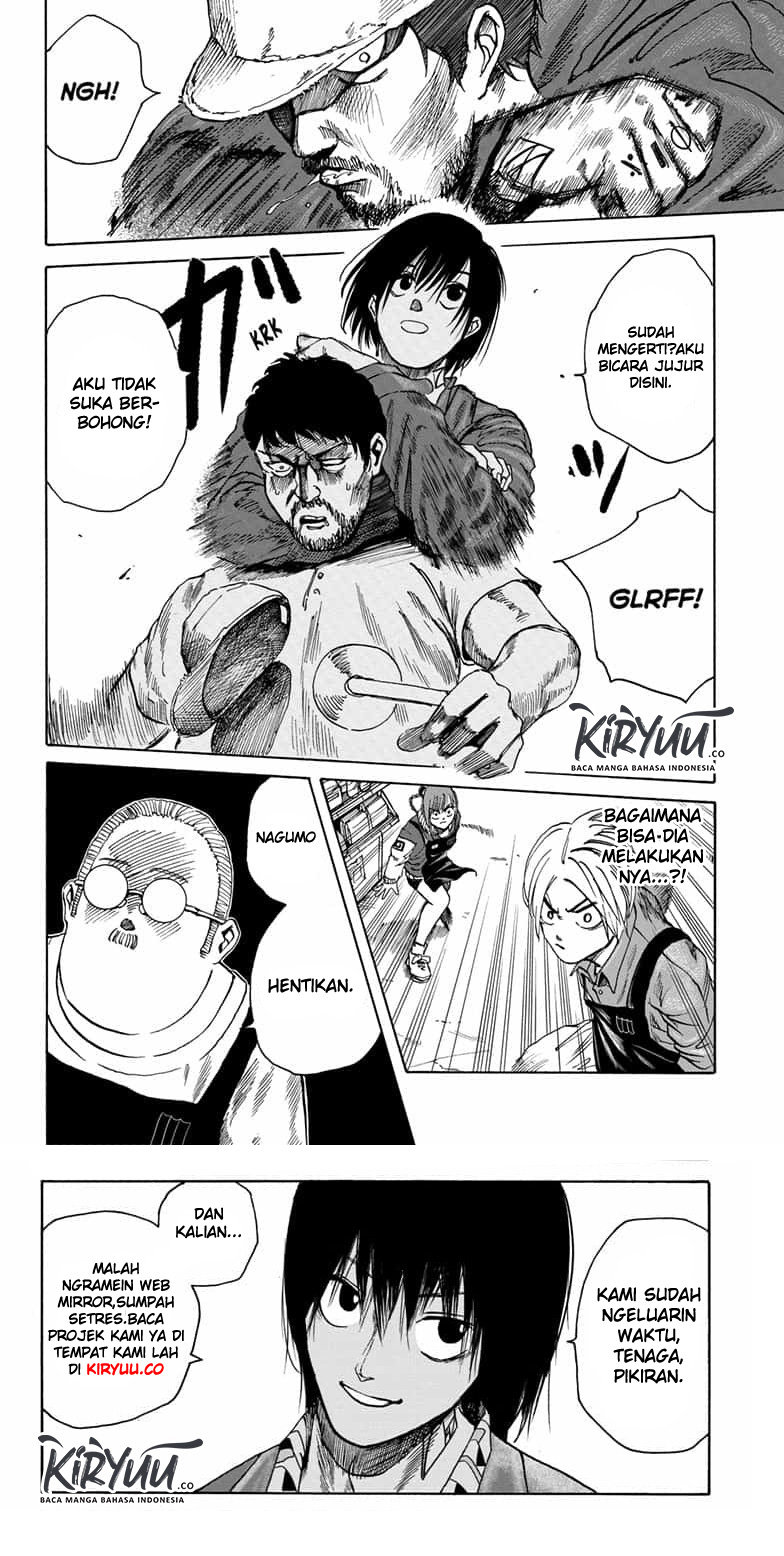 NGH!
SUDAH
MENGERTI?AKU
BICARA JUJUR
DISINI.
ガッ
KRK
AKU TIDAK
SUKA BER-
BOHONG!
GLRFF!
KIRYUU.CO
BACA MANGA BAHASA INDONESIA
BAGAIMANA
BISA-DIA
MELAKUKAN
NYA...?!
NAGUMO
HENTIKAN.
KAMI SUDAH
NGELUARIN
WAKTU,
TENAGA,
PIKIRAN.
DAN
KALIAN...
MALAH
NGRAMEIN WEB
MIRROR,SUMPAH
SETRES.BACA
PROJEK KAMI YA DI
TEMPAT KAMI LAH
DI KIRYUU.CO
KIRYUU.CO
BACA MANGA BAHASA INDONESIA